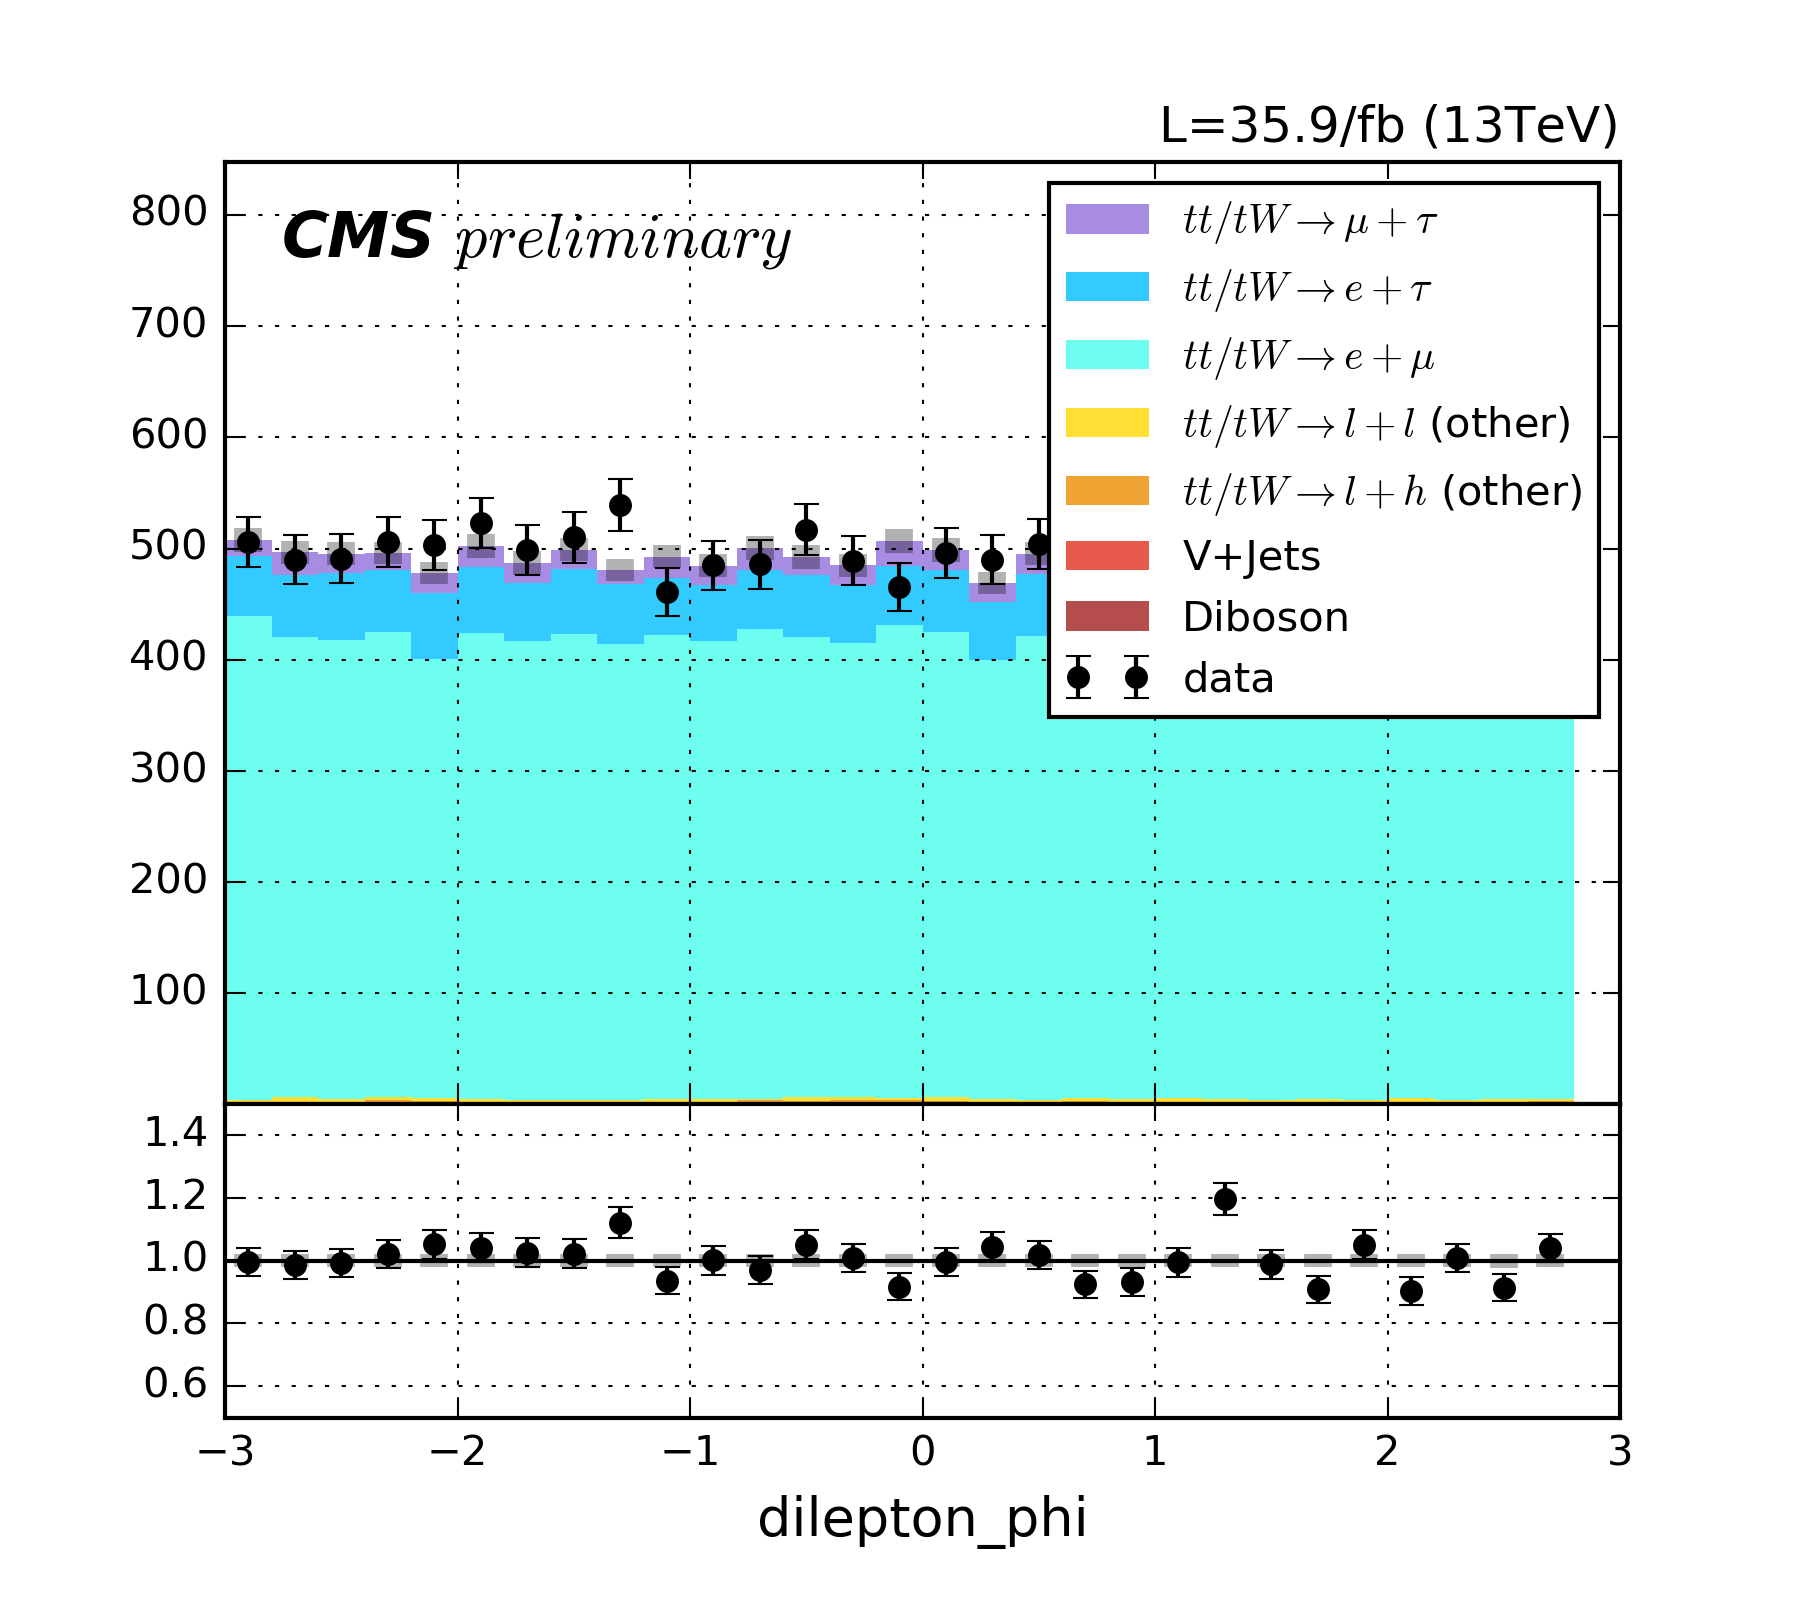 L=35.9/fb (13TeV)
CMS preliminary
800
700
600
500
400
300
200
100
tt/tW→μ+τ
tt/tW→e+τ
tt/tW→e+μ
tt/tW→l+l (other)
tt/tW→l+h (other)
V+Jets
Diboson
data
1.4
1.2
1.0
0.8
0.6
−3 −2 −1 0 1 2 3
dilepton_phi